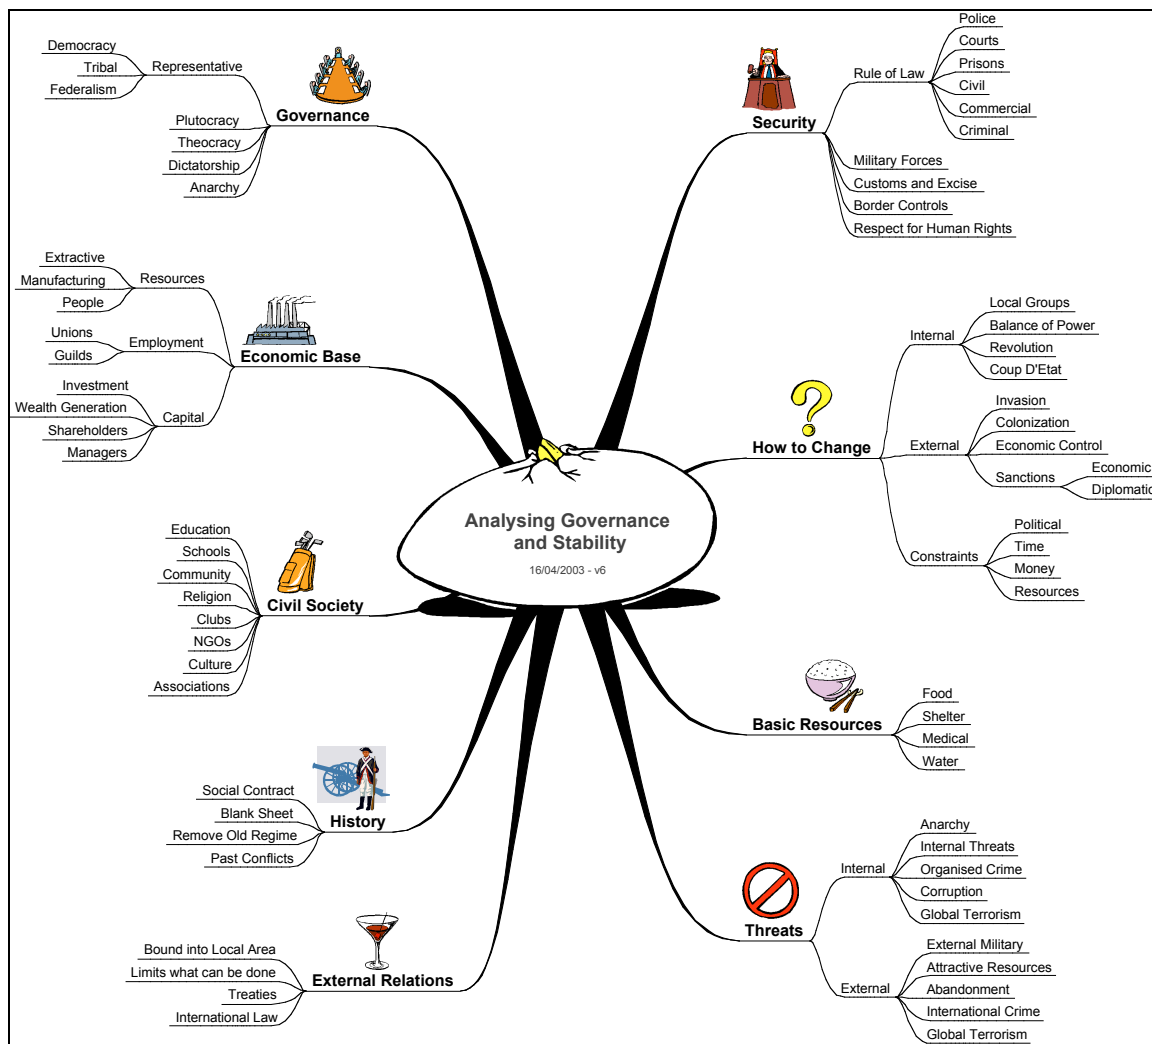 Analysing Governance
and Stability
16/04/2003 - v6
Security
Rule of Law
Police
Courts
Prisons
Civil
Commercial
Criminal
Military Forces
Customs and Excise
Border Controls
Respect for Human Rights
How to Change
Internal
Local Groups
Balance of Power
Revolution
Coup D'Etat
External
Invasion
Colonization
Economic Control
Sanctions
Economic
Diplomatic
Constraints
Political
Time
Money
Resources
Basic Resources
Food
Shelter
Medical
Water
Threats
Internal
Anarchy
Internal Threats
Organised Crime
Corruption
Global Terrorism
External
External Military
Attractive Resources
Abandonment
International Crime
Global Terrorism
External Relations
Bound into Local Area
Limits what can be done
Treaties
International Law
History
Social Contract
Blank Sheet
Remove Old Regime
Past Conflicts
Civil Society
Education
Schools
Community
Religion
Clubs
NGOs
Culture
Associations
Economic Base
Resources
Extractive
Manufacturing
People
Employment
Unions
Guilds
Capital
Investment
Wealth Generation
Shareholders
Managers
Governance
Representative
Democracy
Tribal
Federalism
Plutocracy
Theocracy
Dictatorship
Anarchy